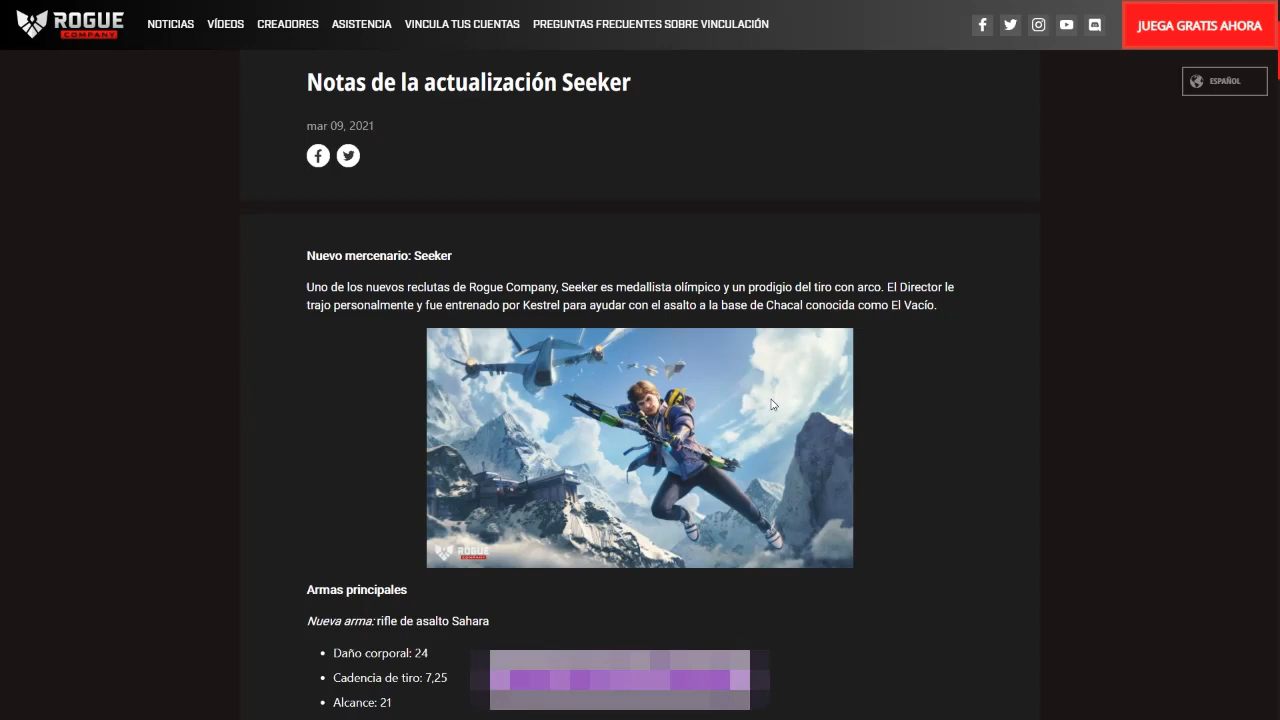 ROGUE
COMPANY
NOTICIAS VÍDEOS CREADORES ASISTENCIA VINCULA TUS CUENTAS PREGUNTAS FRECUENTES SOBRE VINCULACIÓN
JUEGA GRATIS AHORA
ESPAÑOL
Notas de la actualización Seeker
mar 09, 2021
Nuevo mercenario: Seeker
Uno de los nuevos reclutas de Rogue Company, Seeker es medallista olímpico y un prodigio del tiro con arco. El Director le
trajo personalmente y fue entrenado por Kestrel para ayudar con el asalto a la base de Chacal conocida como El Vacío.
ROGUE
COMPANY
Armas principales
Nueva arma: rifle de asalto Sahara
• Daño corporal: 24
• Cadencia de tiro: 7,25
• Alcance: 21